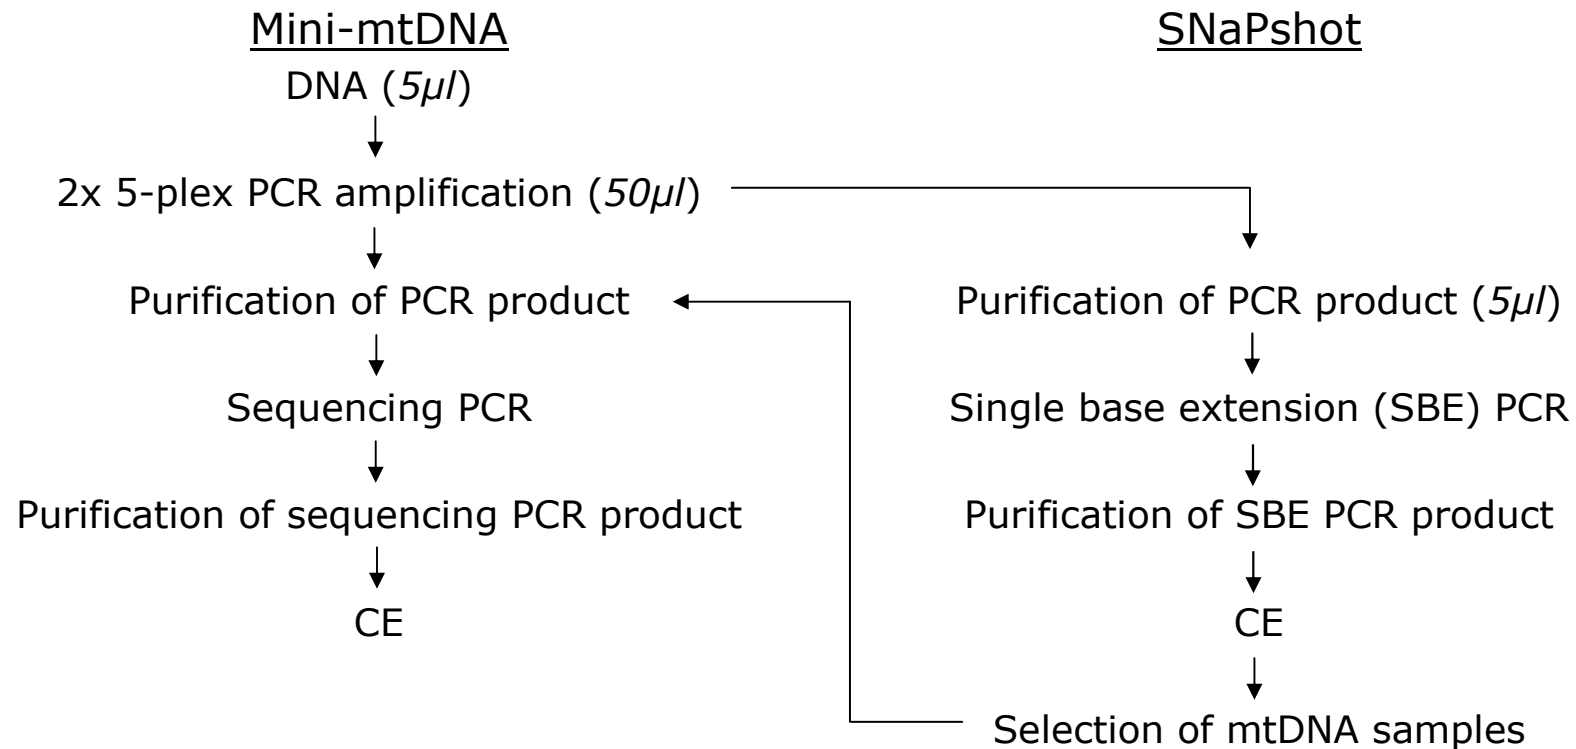 Mini-mtDNA
DNA (5µl)
2x 5-plex PCR amplification (50µl)
Purification of PCR product
Sequencing PCR
Purification of sequencing PCR product
CE
SNaPshot
Purification of PCR product (5µl)
Single base extension (SBE) PCR
Purification of SBE PCR product
CE
Selection of mtDNA samples